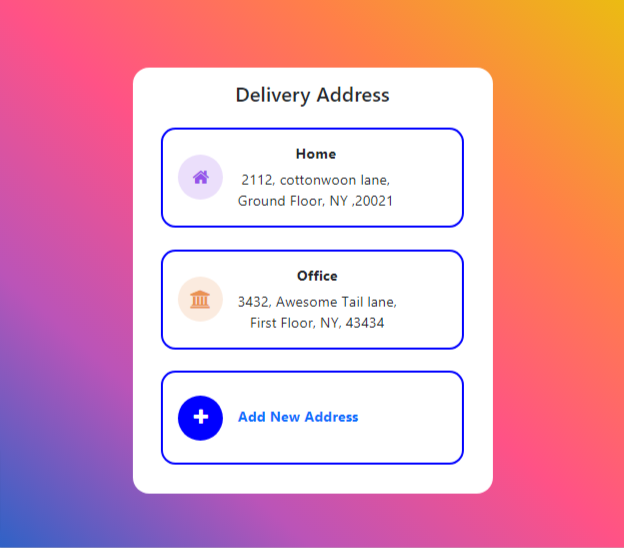 Delivery Address
Home
2112, cottonwoon lane,
Ground Floor, NY ,20021
Office
3432, Awesome Tail lane,
First Floor, NY, 43434
Add New Address